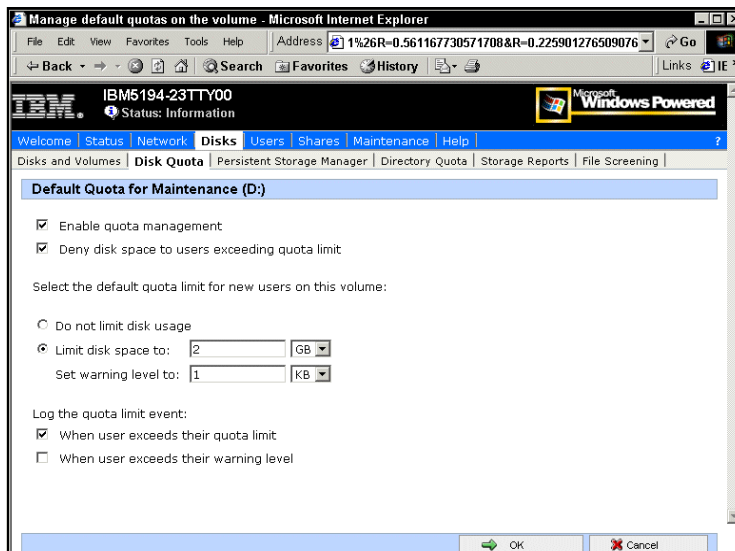 Manage default quotas on the volume - Microsoft Internet Explorer
File Edit View Favorites Tools Help Address 1%26R=0.561167730571708&R=0.225901276509076 Go
Back Search Favorites History Links IE
IBM. IBM5194-23TTY00 Microsoft
Status: Information Windows Powered
Welcome Status Network Disks Users Shares Maintenance Help ?
Disks and Volumes Disk Quota Persistent Storage Manager Directory Quota Storage Reports File Screening
Default Quota for Maintenance (D:)
Enable quota management
Deny disk space to users exceeding quota limit
Select the default quota limit for new users on this volume:
Do not limit disk usage
Limit disk space to: 2 GB
Set warning level to: 1 KB
Log the quota limit event:
When user exceeds their quota limit
When user exceeds their warning level
OK Cancel